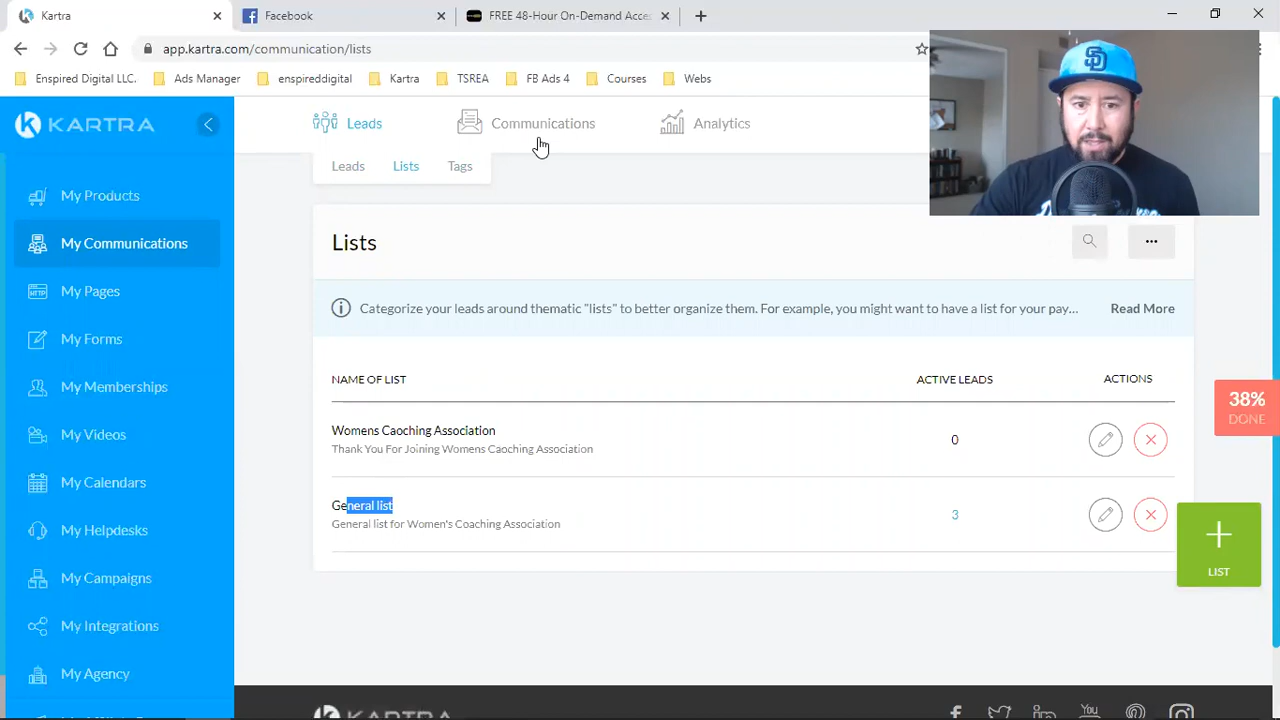 Kartra
Facebook
FREE 48-Hour On-Demand Acce
app.kartra.com/communication/lists
Enspired Digital LLC.
Ads Manager
enspireddigital
Kartra
TSREA
FB Ads 4
Courses
Webs
KARTRA
Leads
Communications
Analytics
Leads
Lists
Tags
My Products
My Communications
My Pages
My Forms
My Memberships
My Videos
My Calendars
My Helpdesks
My Campaigns
My Integrations
My Agency
Lists
Categorize your leads around thematic "lists" to better organize them. For example, you might want to have a list for your pay...
Read More
NAME OF LIST
ACTIVE LEADS
ACTIONS
Womens Caoching Association
Thank You For Joining Womens Caoching Association
0
General list
General list for Women's Coaching Association
3
38%
DONE
LIST
KARTRA